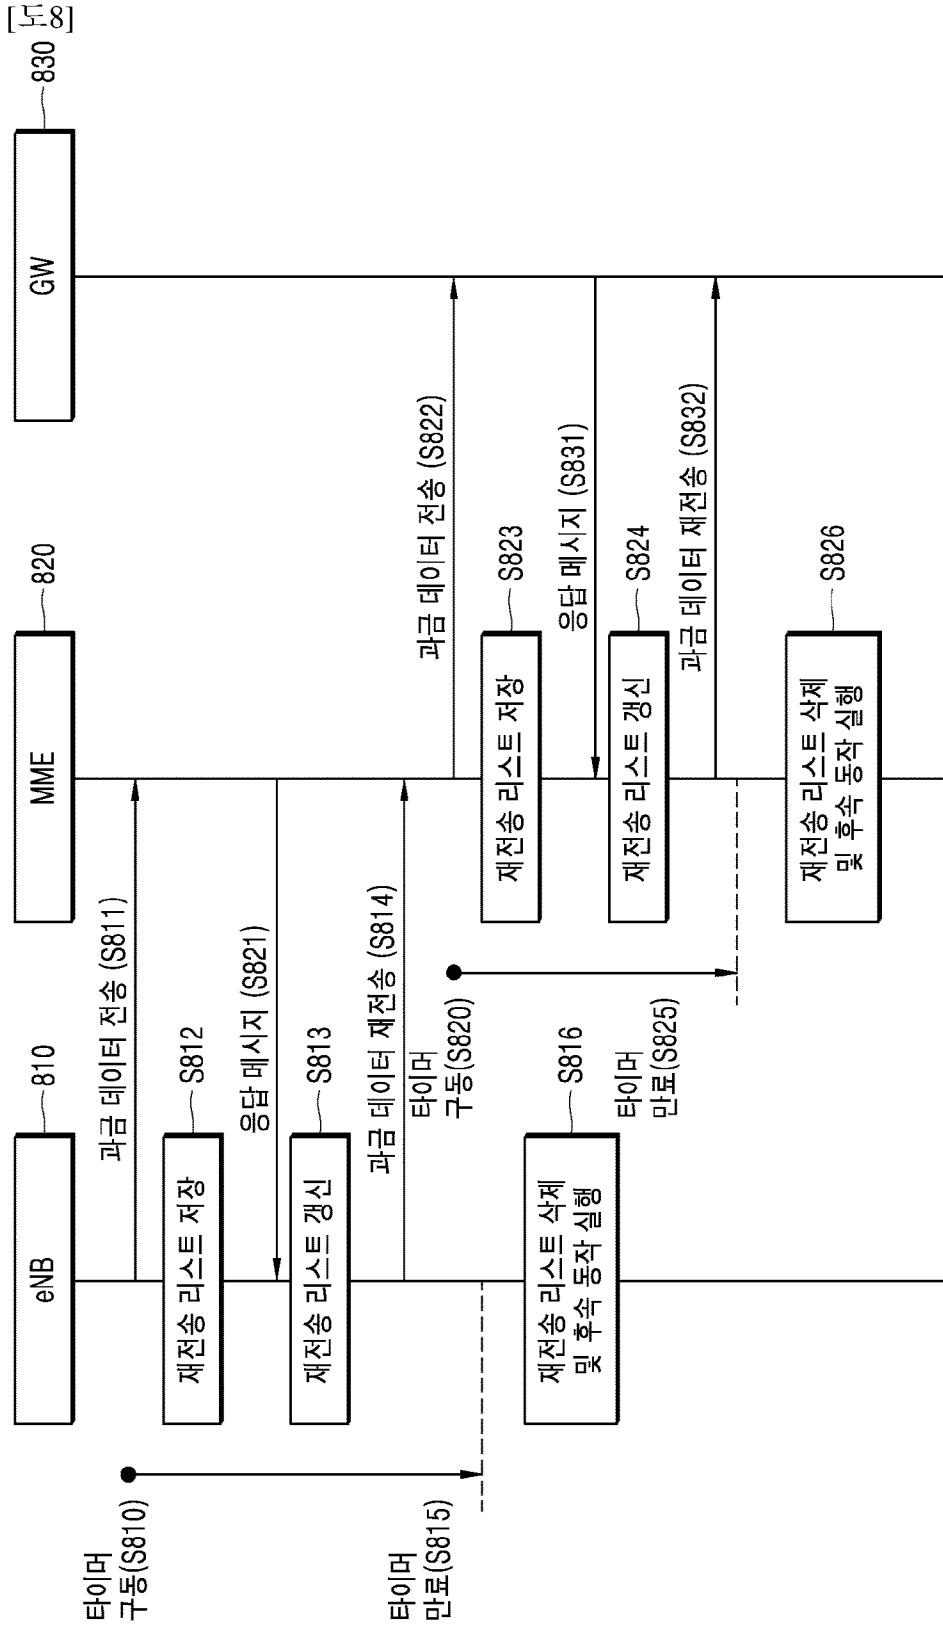 [도8]
eNB
810
MME
820
GW
830
타이머
구동(S810)
과금 데이터 전송 (S811)
재전송 리스트 저장
S812
응답 메시지 (S821)
재전송 리스트 갱신
S813
과금 데이터 재전송 (S814)
타이머
만료(S815)
타이머
구동(S820)
과금 데이터 전송 (S822)
재전송 리스트 저장
S823
재전송 리스트 삭제
및 후속 동작 실행
S816
응답 메시지 (S831)
재전송 리스트 갱신
S824
과금 데이터 재전송 (S832)
타이머
만료(S825)
재전송 리스트 삭제
및 후속 동작 실행
S826